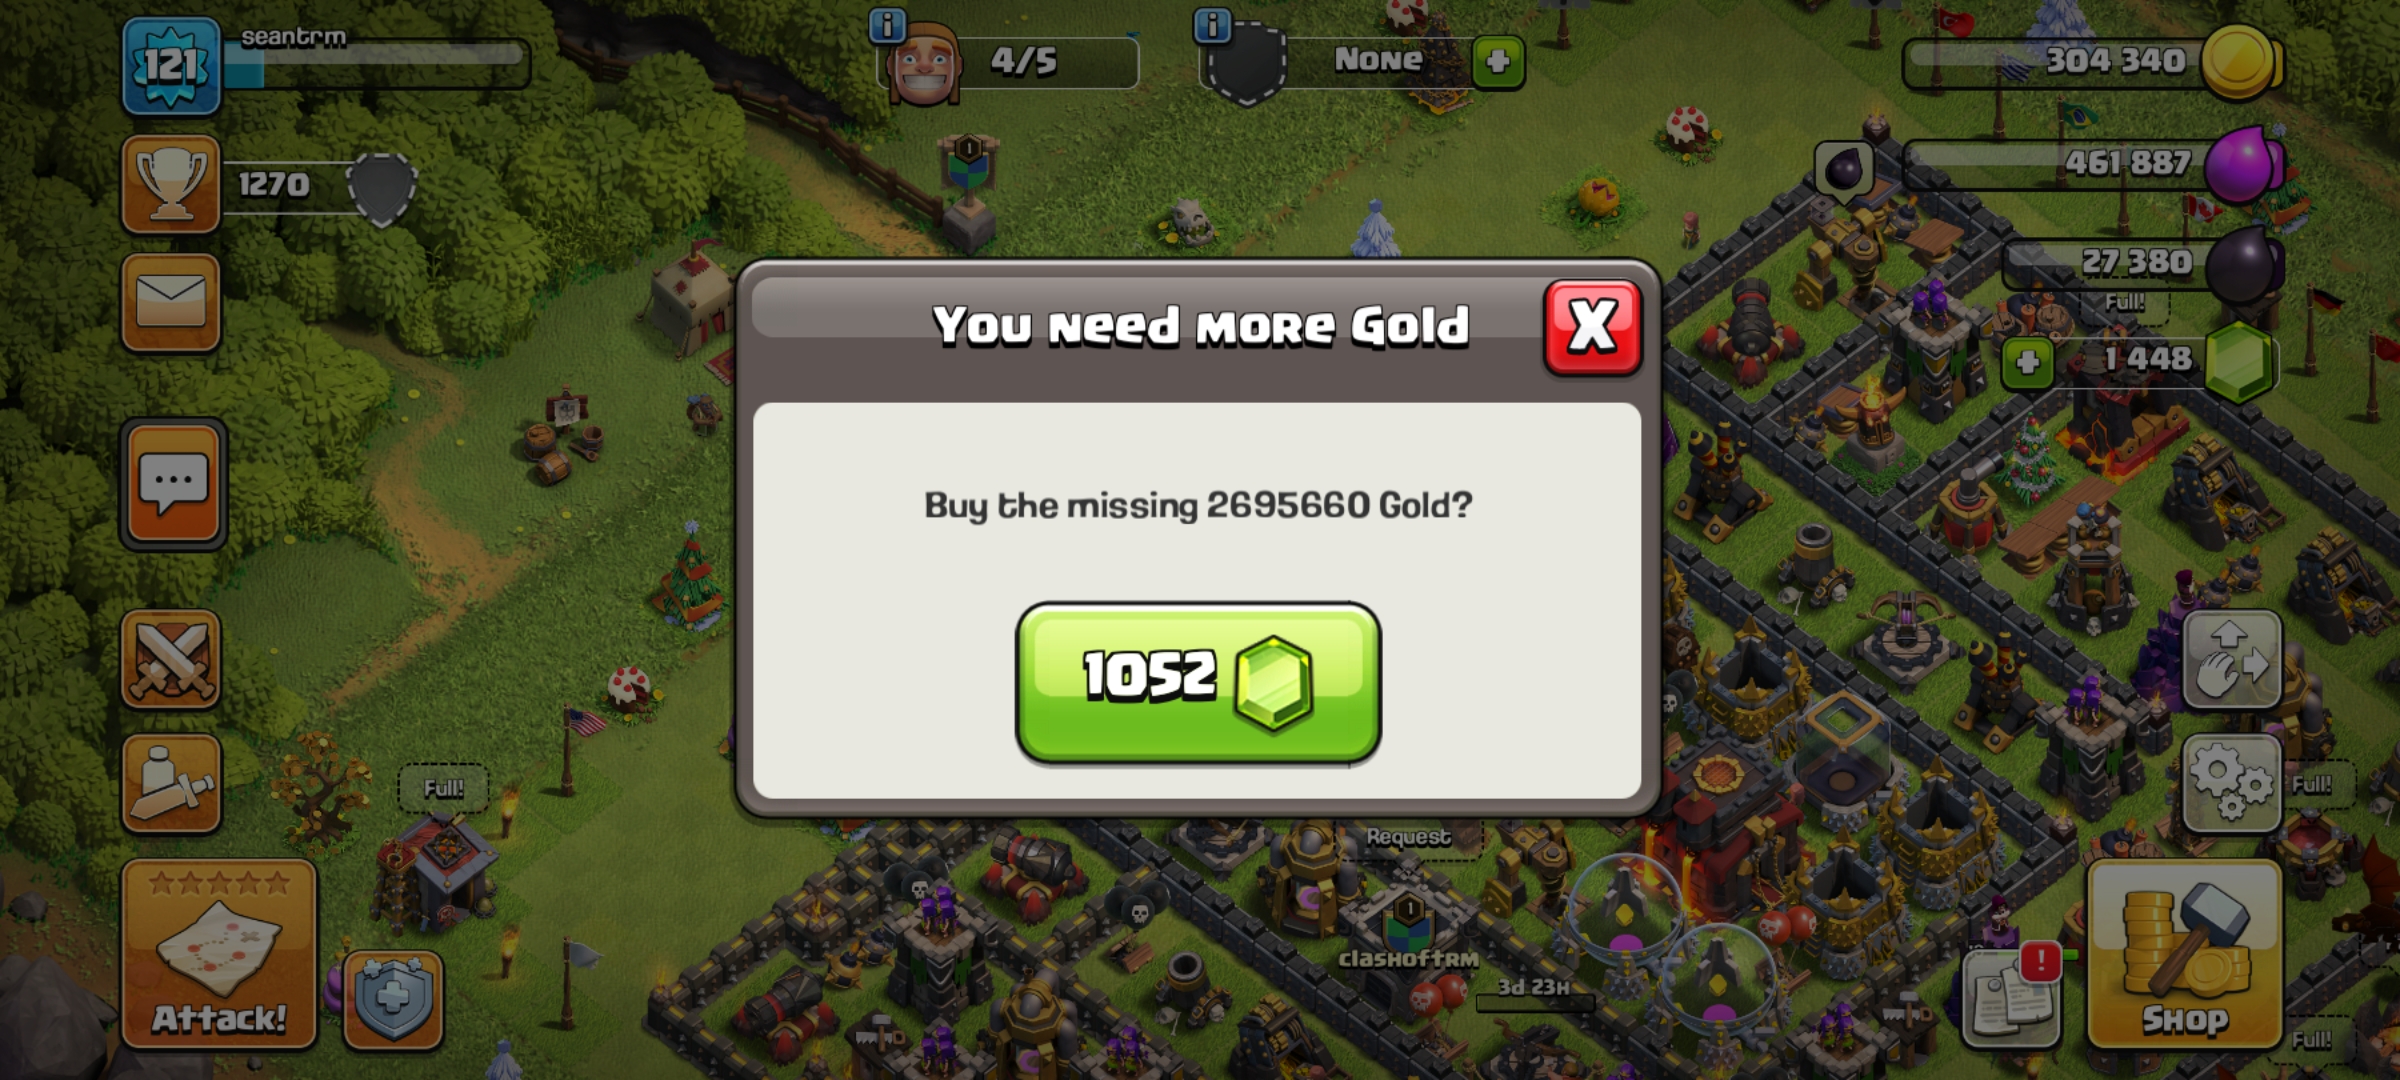 121
seantrm
4/5
None
304 340
1270
461 887
27 380
Full!
1 448
You need more Gold
X
Buy the missing 2695660 Gold?
1052
Full!
Full!
Request
clashoftrm
3d 23H
Attack!
!
Shop
Full!